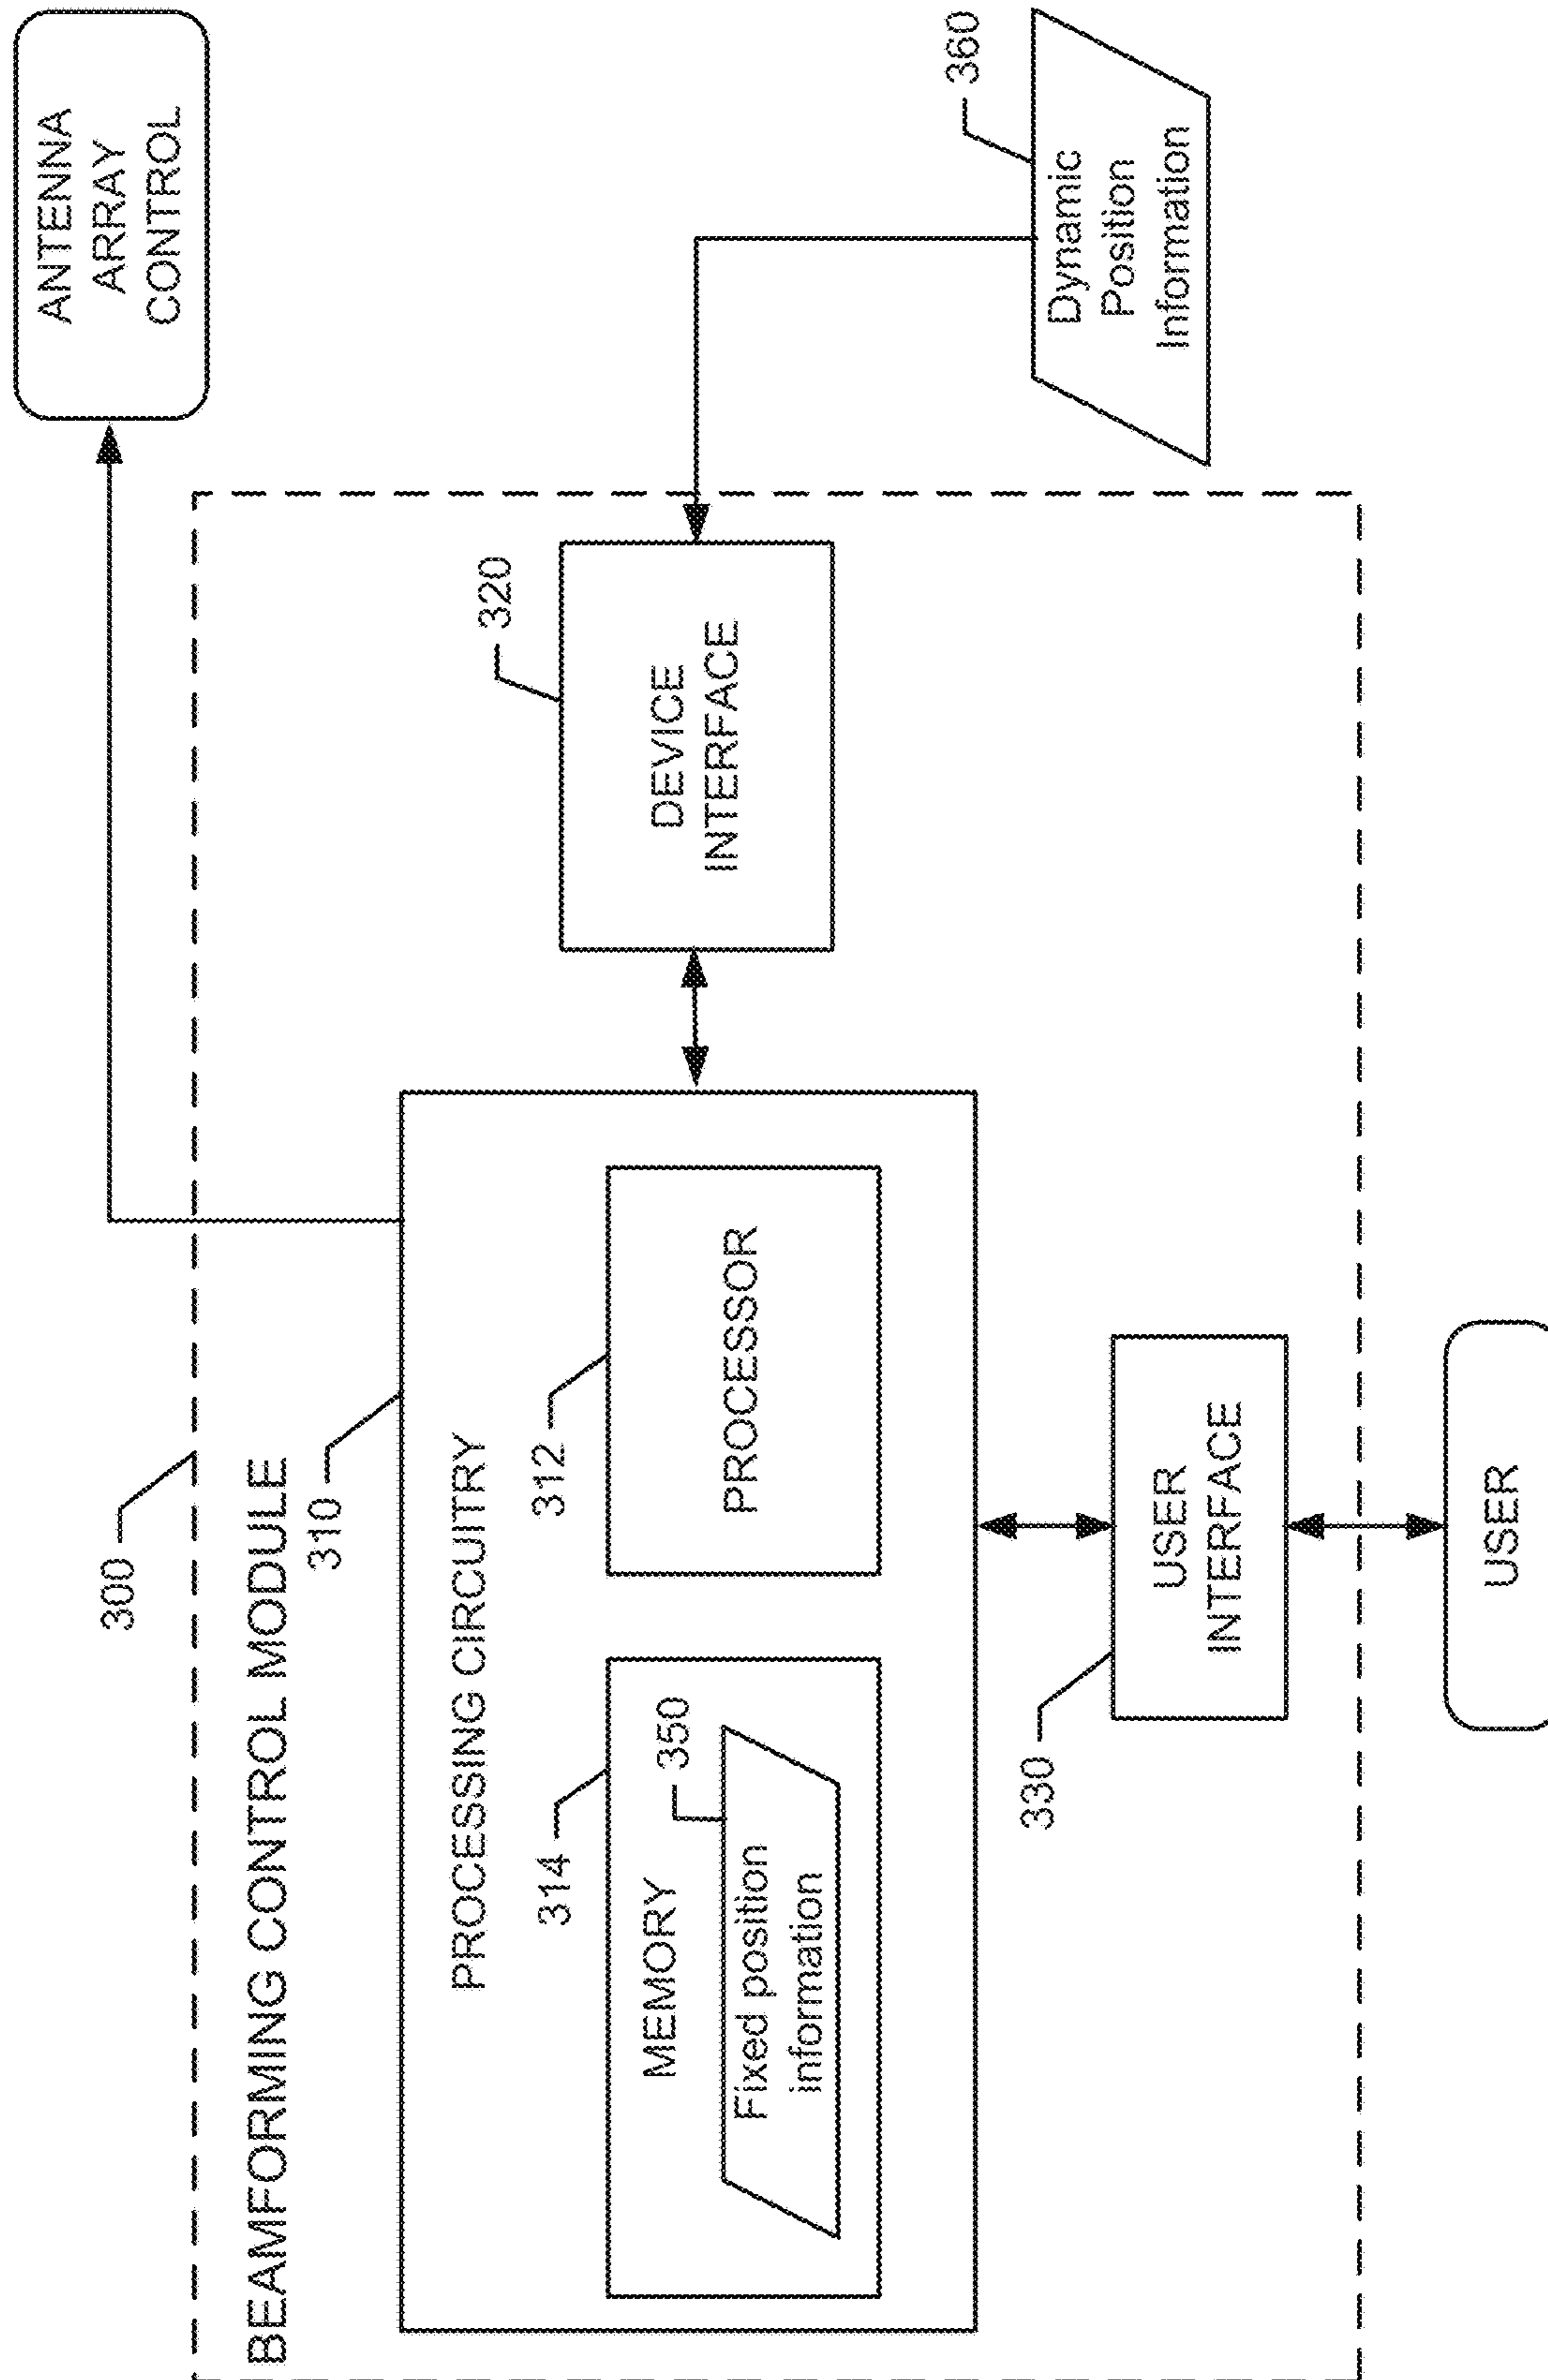 300
BEAMFORMING CONTROL MODULE
310
PROCESSING CIRCUITRY
314
MEMORY
350
Fixed position
information
312
PROCESSOR
320
DEVICE
INTERFACE
ANTENNA
ARRAY
CONTROL
360
Dynamic
Position
Information
330
USER
INTERFACE
USER